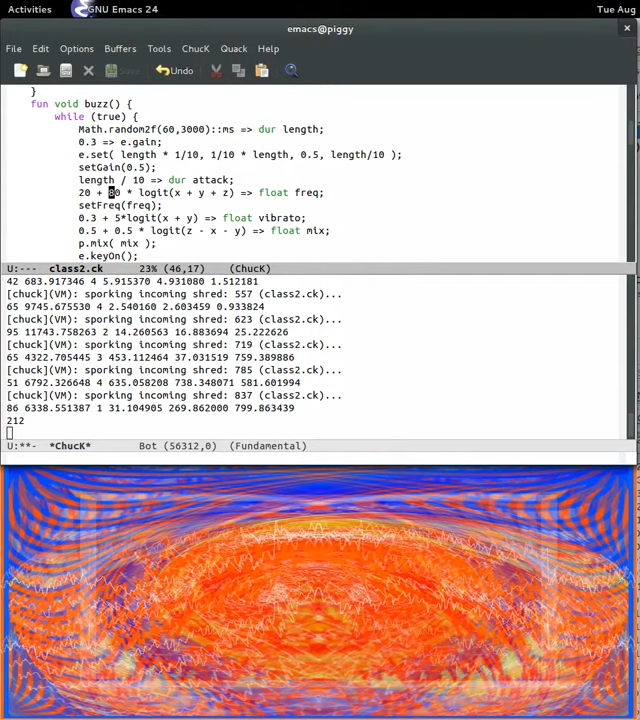 Activities GNU Emacs 24 Tue Aug
emacs@piggy
File Edit Options Buffers Tools ChucK Quack Help
Save Undo
}
fun void buzz() {
while (true) {
Math.random2f(60,3000)::ms => dur length;
0.3 => e.gain;
e.set( length * 1/10, 1/10 * length, 0.5, length/10 );
setGain(0.5);
length / 10 => dur attack;
20 + 80 * logit(x + y + z) => float freq;
setFreq(freq);
0.3 + 5*logit(x + y) => float vibrato;
0.5 + 0.5 * logit(z - x - y) => float mix;
p.mix( mix );
e.keyOn();
U:--- class2.ck 23% (46,17) (ChucK)
42 683.917346 4 5.915370 4.931080 1.512181
[chuck](VM): sporking incoming shred: 557 (class2.ck)...
65 9745.675530 4 2.540160 2.603459 0.933824
[chuck](VM): sporking incoming shred: 623 (class2.ck)...
95 11743.758263 2 14.260563 16.883694 25.222626
[chuck](VM): sporking incoming shred: 719 (class2.ck)...
65 4322.705445 3 453.112464 37.031519 759.389886
[chuck](VM): sporking incoming shred: 785 (class2.ck)...
51 6792.326648 4 635.058208 738.348071 581.601994
[chuck](VM): sporking incoming shred: 837 (class2.ck)...
86 6338.551387 1 31.104905 269.862000 799.863439
212
U:**- *ChucK* Bot (56312,0) (Fundamental)